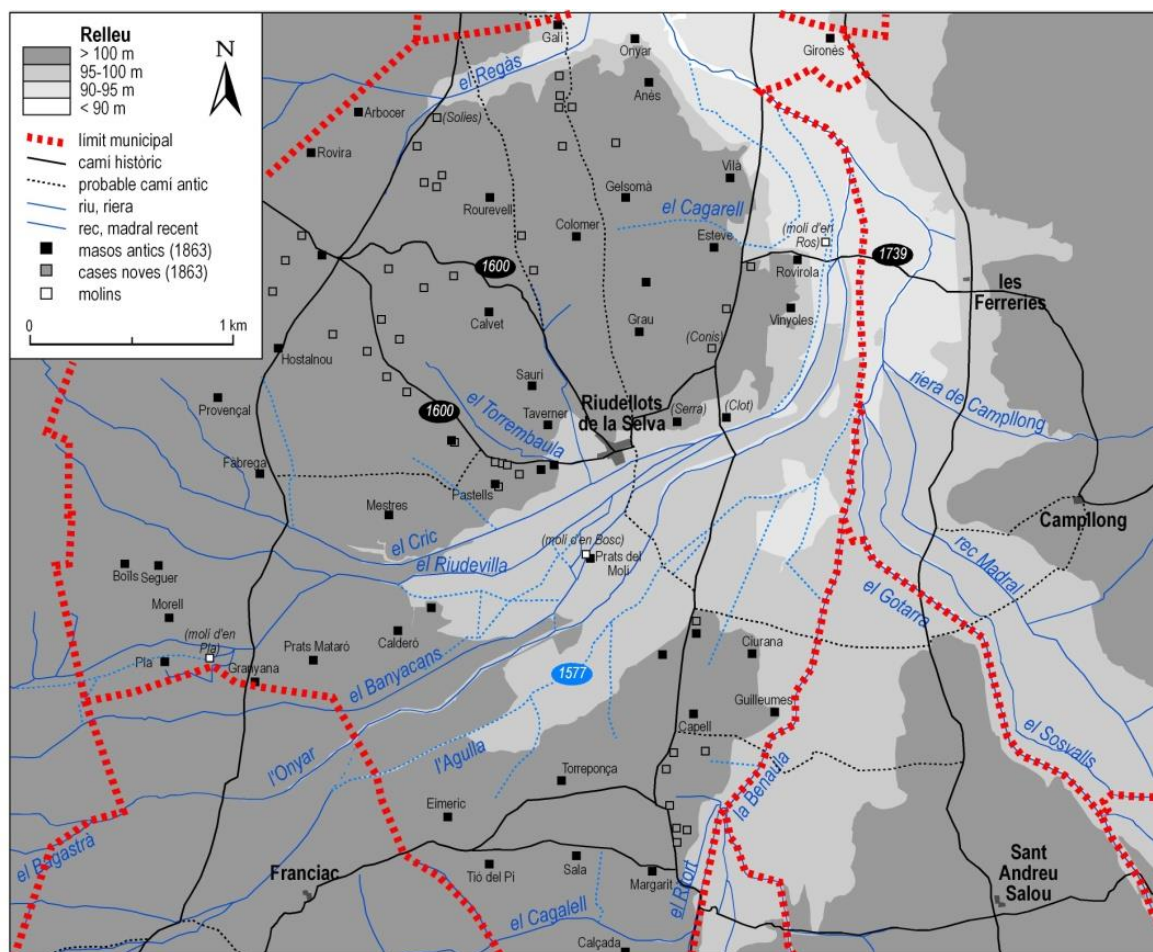 Relleu
> 100 m
95-100 m
90-95 m
< 90 m
N
límit municipal
camí històric
probable camí antic
riu, riera
rec, madral recent
masos antics (1863)
cases noves (1863)
molins
0
1 km
Galí
Onyar
Gironès
el Regàs
Anés
Arbocer
(Solies)
Rovira
Vilà
Rourevell
Gelsomà
el Cagarell
Colomer
Esteve
(molí d'en
Ros)
Rovirola
1739
1600
les
Ferreries
Calvet
Grau
Vinyoles
(Conis)
Hostalnou
Saurí
riera de Campllong
Provençal
1600
el Torrembaula
Taverner
Riudellots
de la Selva
(Serra)
(Clot)
Fàbrega
Pastells
Mestres
Campllong
el Cric
(molí d'en Bosc)
el Riudevilla
Prats del
Molí
rec Madral
Boïls
Seguer
el Gotarra
Morell
(molí d'en
Pla)
Calderó
Ciurana
Pla
Prats Mataró
Granyana
el Banyacans
1577
Guilleumes
Capell
el Sosvalls
l'Onyar
l'Agulla
Torreponça
la Benaula
Eimeric
el Bagastrà
Franciac
Tió del Pi
Sala
Margarit
el Ritort
Sant
Andreu
Salou
el Cagalell
Calçada